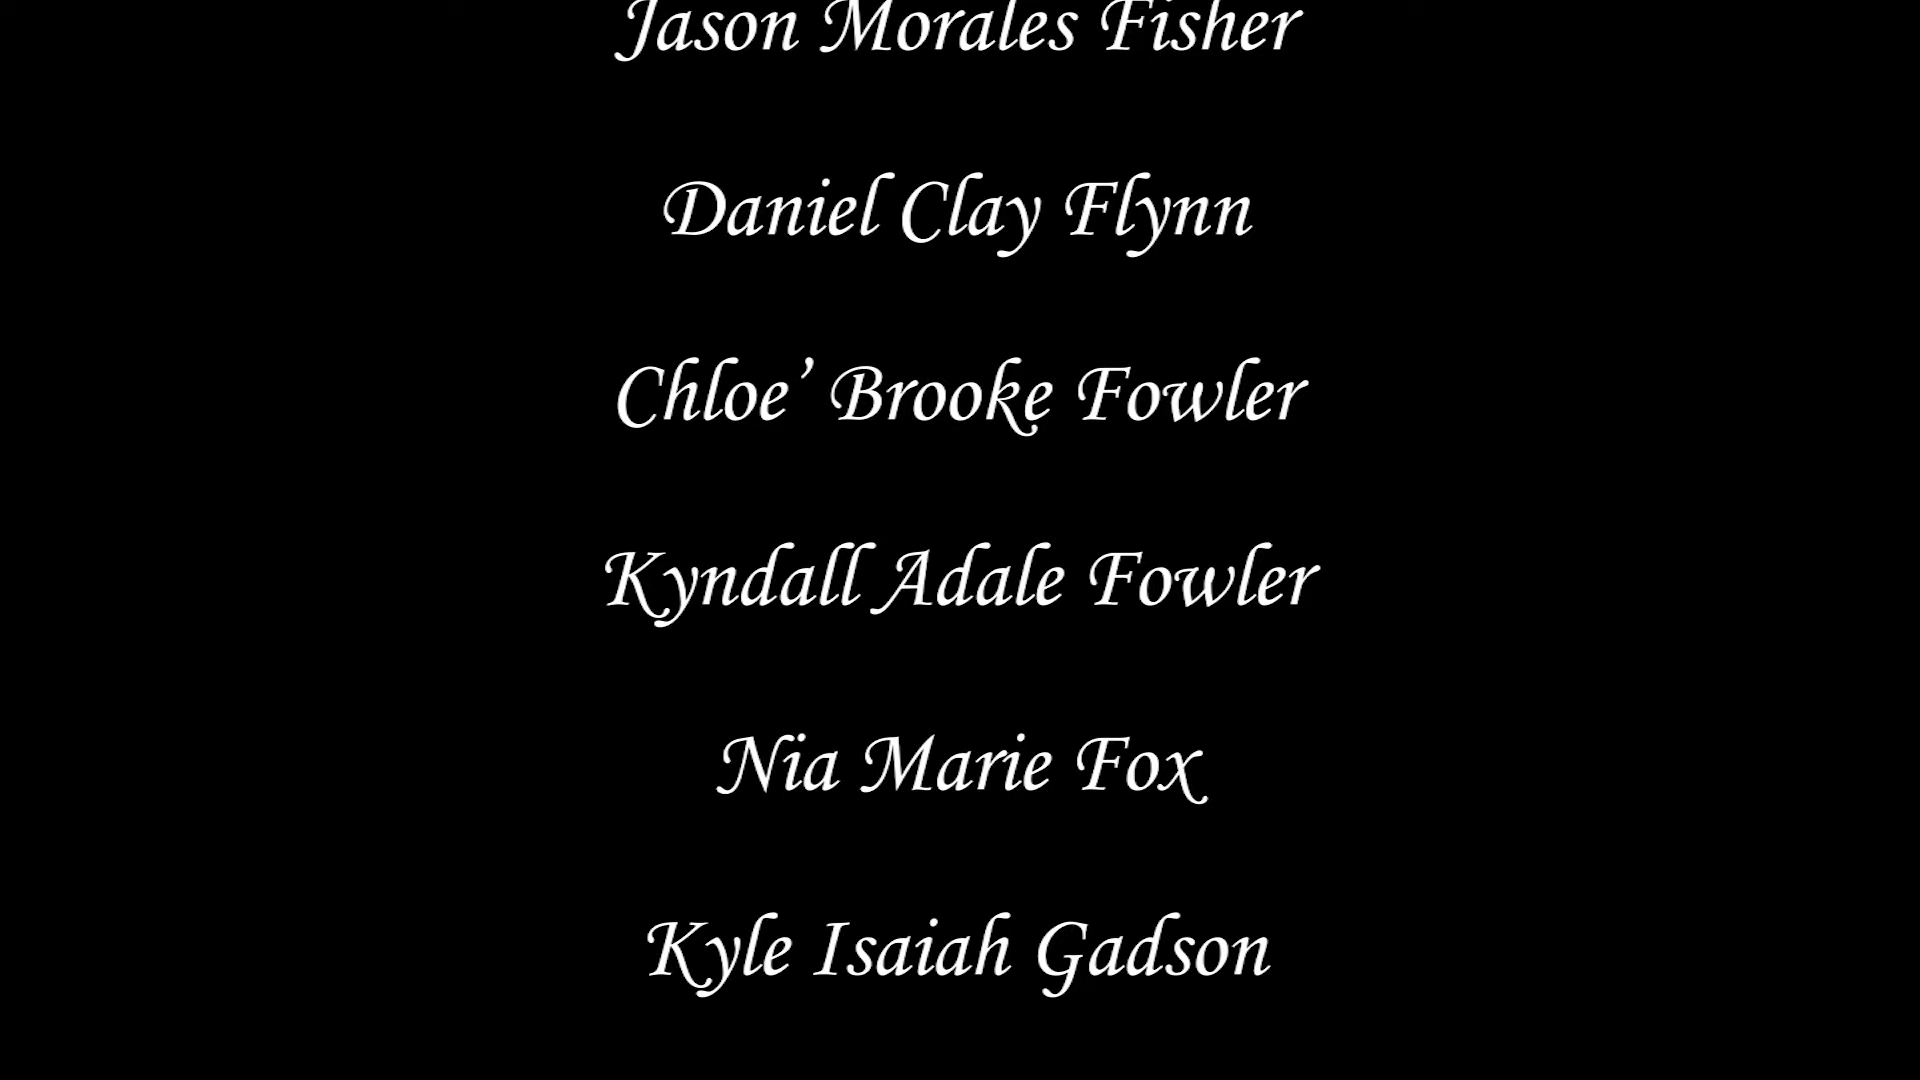 Jason Morales Fisher
Daniel Clay Flynn
Chloe’ Brooke Fowler
Kyndall Adale Fowler
Nia Marie Fox
Kyle Isaiah Gadson